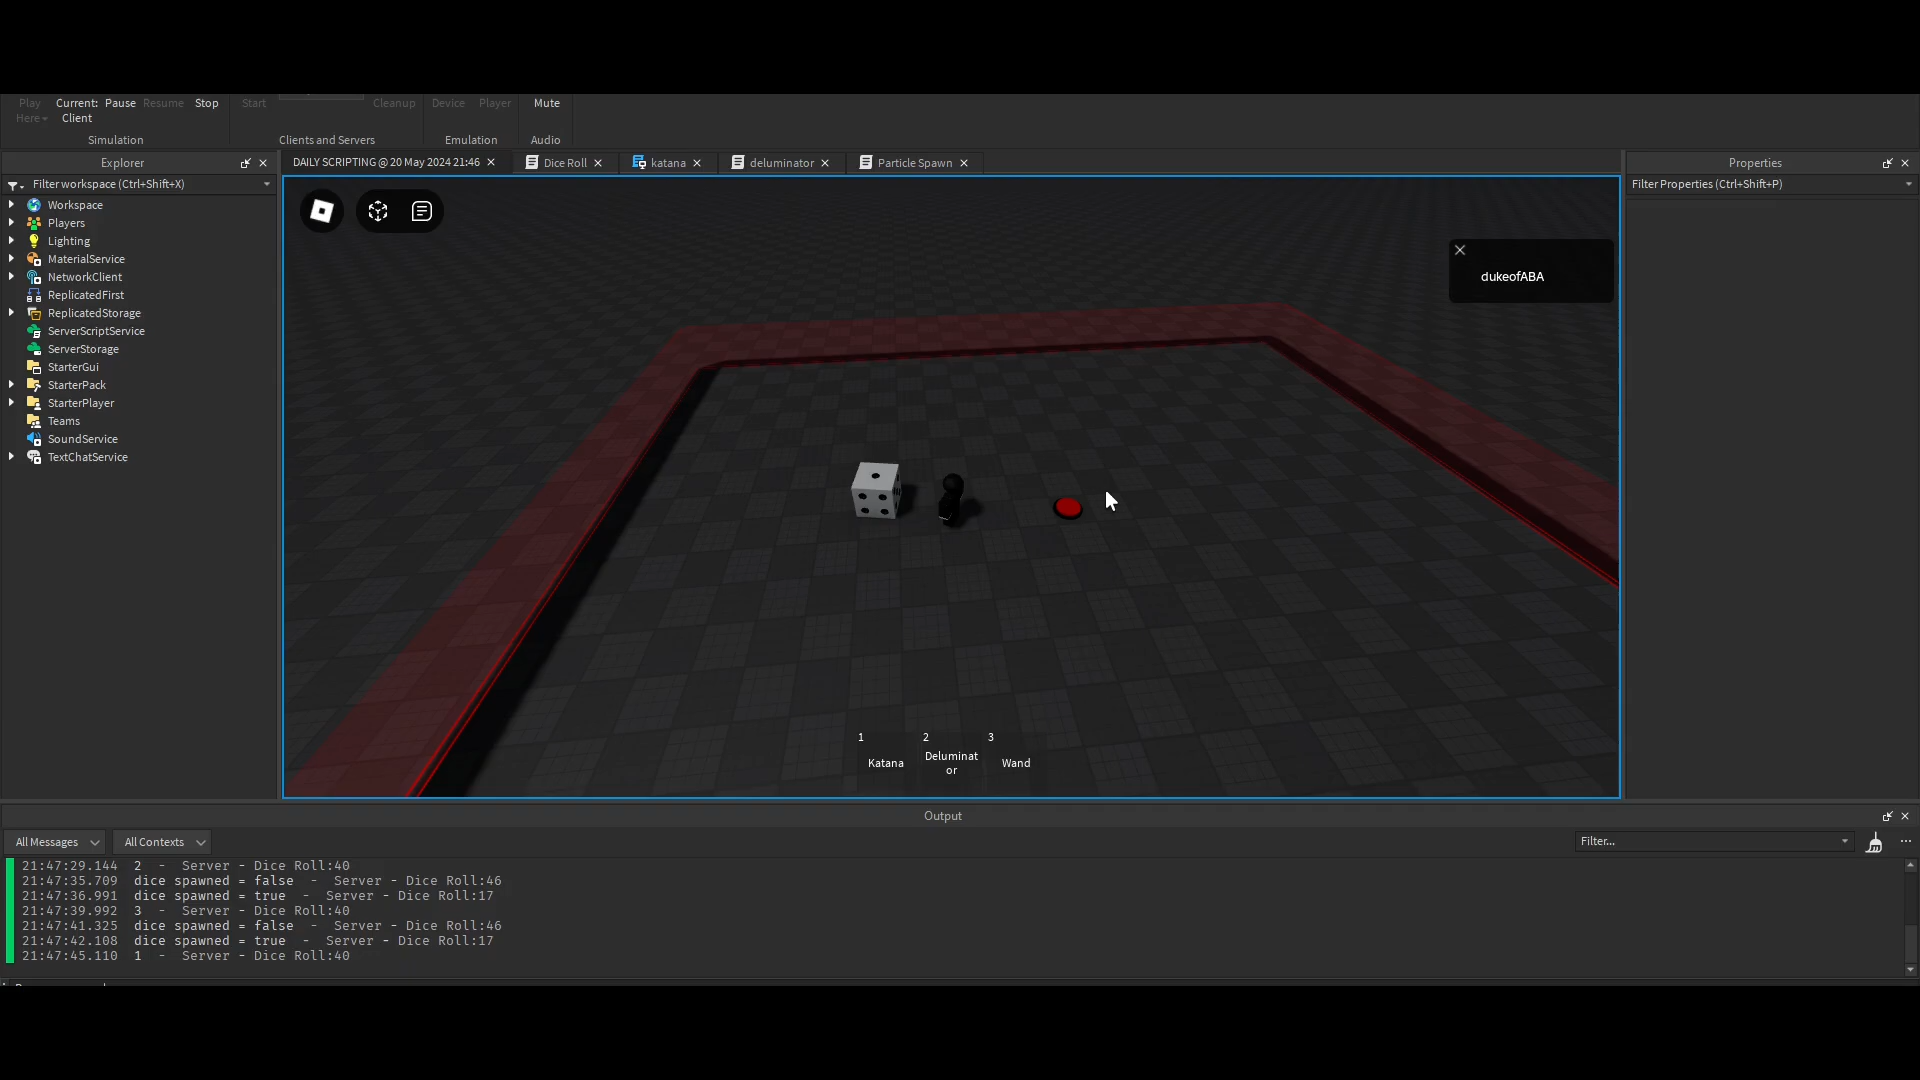 Play Current: Pause Resume Stop Start Cleanup Device Player Mute
Here Client
Simulation Clients and Servers Emulation Audio
Explorer
DAILY SCRIPTING @ 20 May 2024 21:46
Dice Roll
katana
deluminator
Particle Spawn
Properties
Filter workspace (Ctrl+Shift+X)
Filter Properties (Ctrl+Shift+P)
Workspace
Players
Lighting
MaterialService
NetworkClient
ReplicatedFirst
ReplicatedStorage
ServerScriptService
ServerStorage
StarterGui
StarterPack
StarterPlayer
Teams
SoundService
TextChatService
dukeofABA
1 2 3
Katana
Deluminat
or
Wand
Output
All Messages All Contexts Filter...
21:47:29.144 2 - Server - Dice Roll:40
21:47:35.709 dice spawned = false - Server - Dice Roll:46
21:47:36.991 dice spawned = true - Server - Dice Roll:17
21:47:39.992 3 - Server - Dice Roll:40
21:47:41.325 dice spawned = false - Server - Dice Roll:46
21:47:42.108 dice spawned = true - Server - Dice Roll:17
21:47:45.110 1 - Server - Dice Roll:40